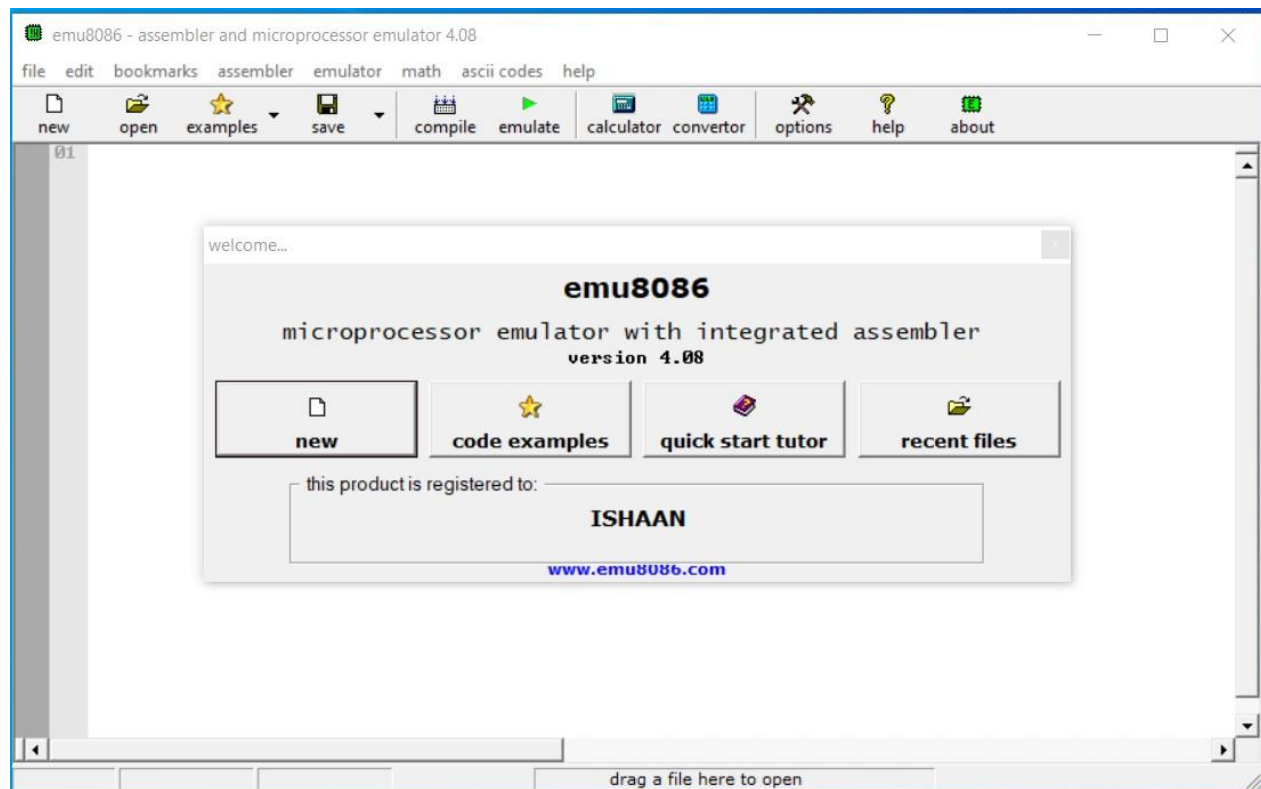 emu8086 - assembler and microprocessor emulator 4.08
file edit bookmarks assembler emulator math ascii codes help
new open examples save compile emulate calculator convertor options help about
01
welcome...
emu8086
microprocessor emulator with integrated assembler
version 4.08
new code examples quick start tutor recent files
this product is registered to:
ISHAAN
www.emu8086.com
drag a file here to open